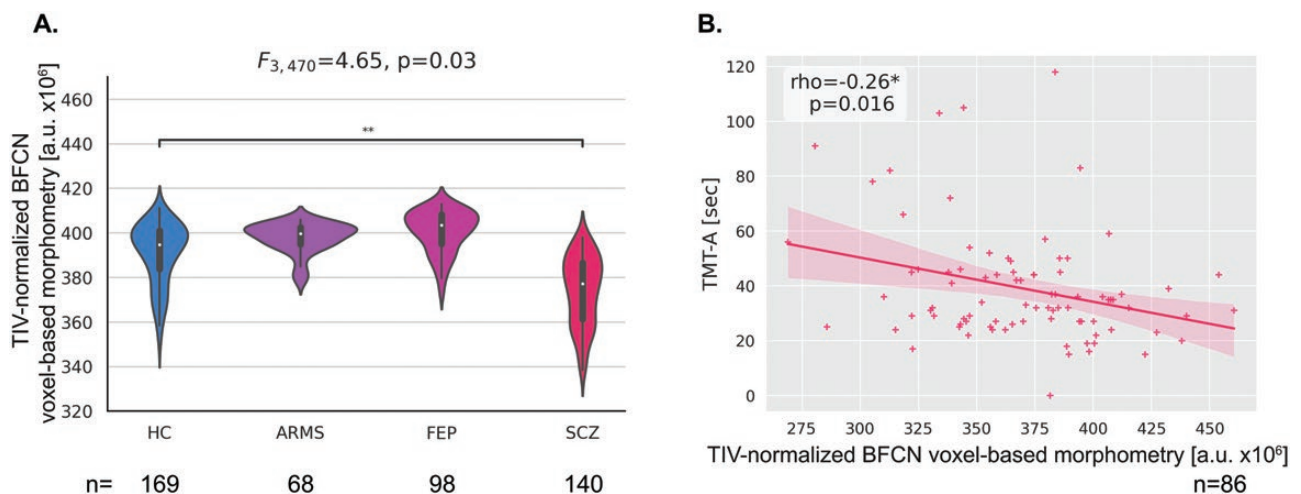 A.
F3, 470=4.65, p=0.03
TIV-normalized BFCN
voxel-based morphometry [a.u. x10⁶]
460
440
420
400
380
360
340
320
**
HC ARMS FEP SCZ
n= 169 68 98 140
B.
rho=-0.26*
p=0.016
TMT-A [sec]
120
100
80
60
40
20
0
275 300 325 350 375 400 425 450
TIV-normalized BFCN voxel-based morphometry [a.u. x10⁶]
n=86